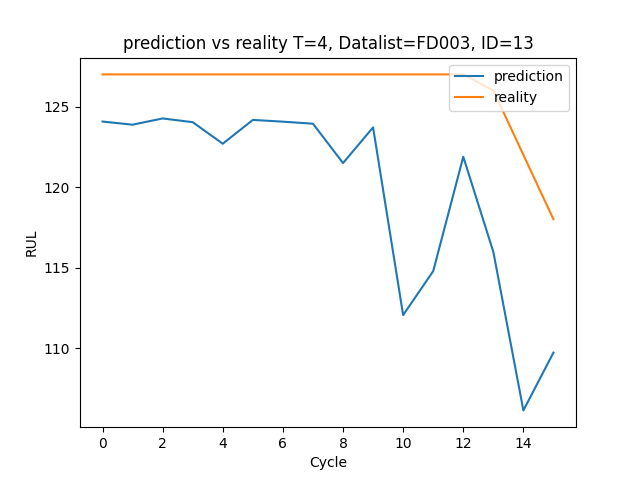 prediction vs reality T=4, Datalist=FD003, ID=13
prediction
reality
125
120
115
110
RUL
0 2 4 6 8 10 12 14
Cycle